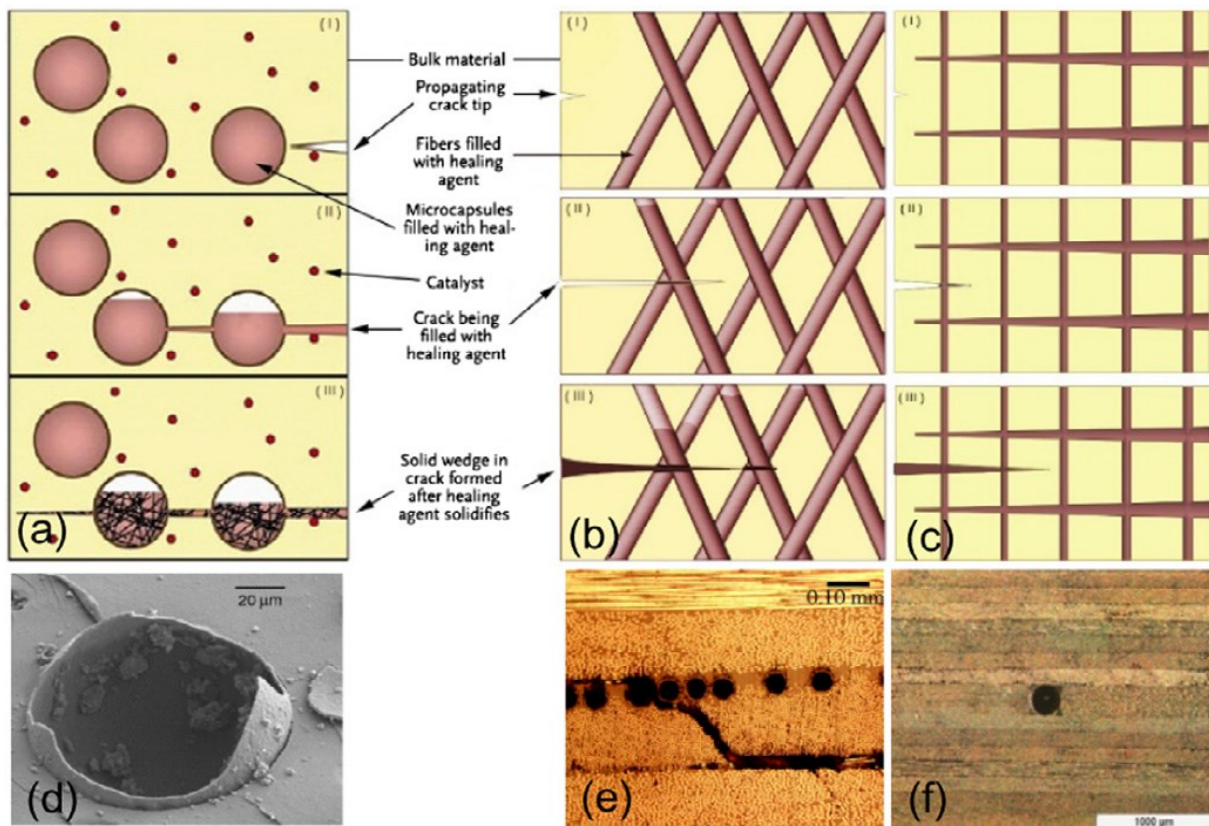 (I)
(I)
(I)
Bulk material
Propagating
crack tip
Fibers filled
with healing
agent
(II)
(II)
(II)
Microcapsules
filled with heal-
ing agent
Catalyst
Crack being
filled with
healing agent
(III)
(III)
(III)
Solid wedge in
crack formed
after healing
agent solidifies
(a)
(b)
(c)
20 μm
0.10 mm
(d)
(e)
(f)
1000 μm